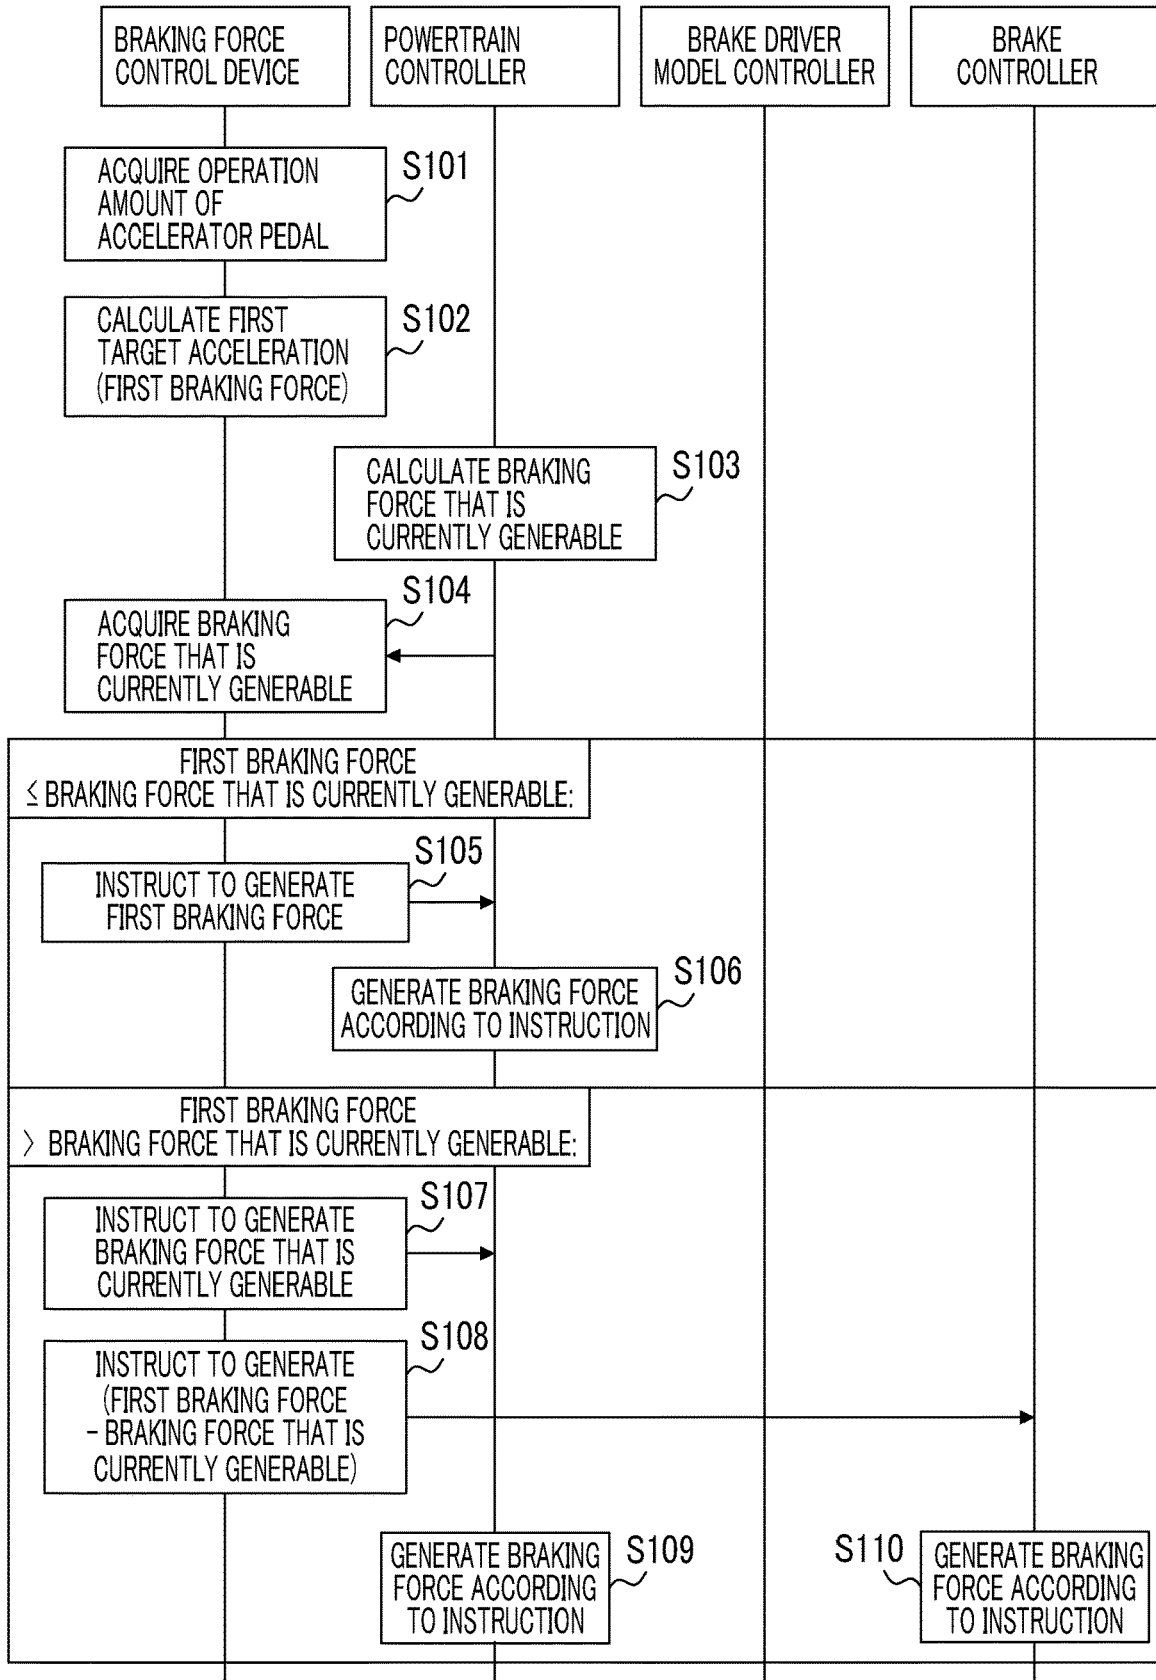 BRAKING FORCE
CONTROL DEVICE
POWERTRAIN
CONTROLLER
BRAKE DRIVER
MODEL CONTROLLER
BRAKE
CONTROLLER
S101
ACQUIRE OPERATION
AMOUNT OF
ACCELERATOR PEDAL
S102
CALCULATE FIRST
TARGET ACCELERATION
(FIRST BRAKING FORCE)
S103
CALCULATE BRAKING
FORCE THAT IS
CURRENTLY GENERABLE
S104
ACQUIRE BRAKING
FORCE THAT IS
CURRENTLY GENERABLE
FIRST BRAKING FORCE
≤ BRAKING FORCE THAT IS CURRENTLY GENERABLE:
S105
INSTRUCT TO GENERATE
FIRST BRAKING FORCE
S106
GENERATE BRAKING FORCE
ACCORDING TO INSTRUCTION
FIRST BRAKING FORCE
> BRAKING FORCE THAT IS CURRENTLY GENERABLE:
S107
INSTRUCT TO GENERATE
BRAKING FORCE THAT IS
CURRENTLY GENERABLE
S108
INSTRUCT TO GENERATE
(FIRST BRAKING FORCE
- BRAKING FORCE THAT IS
CURRENTLY GENERABLE)
S109
GENERATE BRAKING
FORCE ACCORDING
TO INSTRUCTION
S110
GENERATE BRAKING
FORCE ACCORDING
TO INSTRUCTION